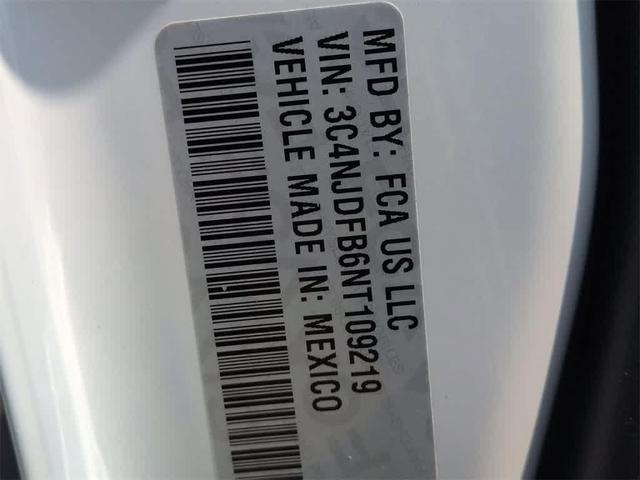 MFD BY: FCA US LLC
VIN: 3C4NJDFB6NT109219
VEHICLE MADE IN: MEXICO